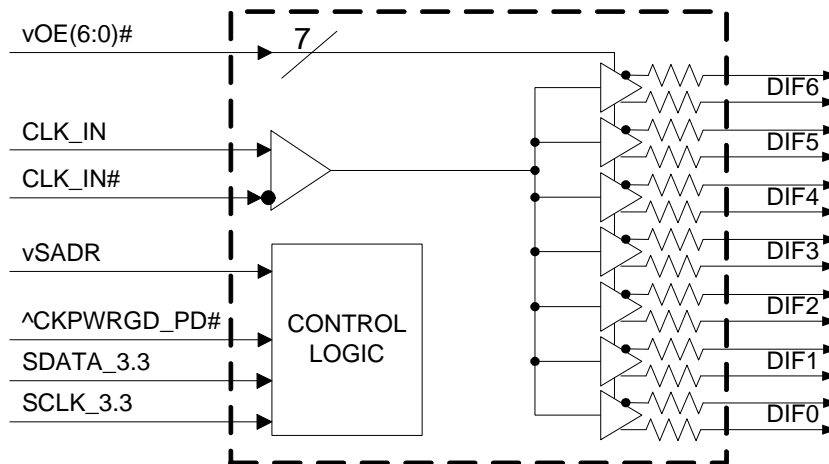 vOE(6:0)#
7
CLK_IN
CLK_IN#
vSADR
^CKPWRGD_PD#
SDATA_3.3
SCLK_3.3
CONTROL
LOGIC
DIF6
DIF5
DIF4
DIF3
DIF2
DIF1
DIF0